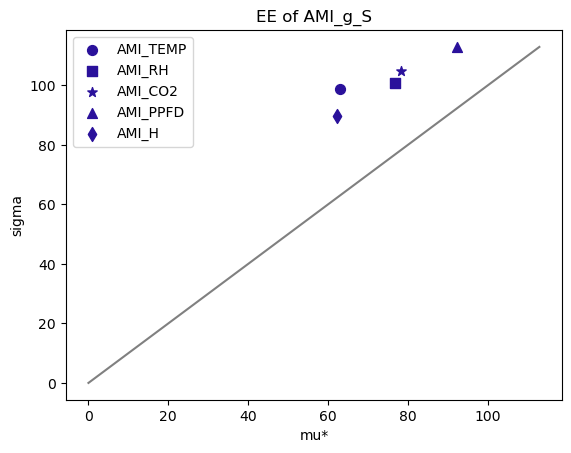 EE of AMI_g_S
AMI_TEMP
AMI_RH
AMI_CO2
AMI_PPFD
AMI_H
100
80
60
40
20
0
sigma
0 20 40 60 80 100
mu*